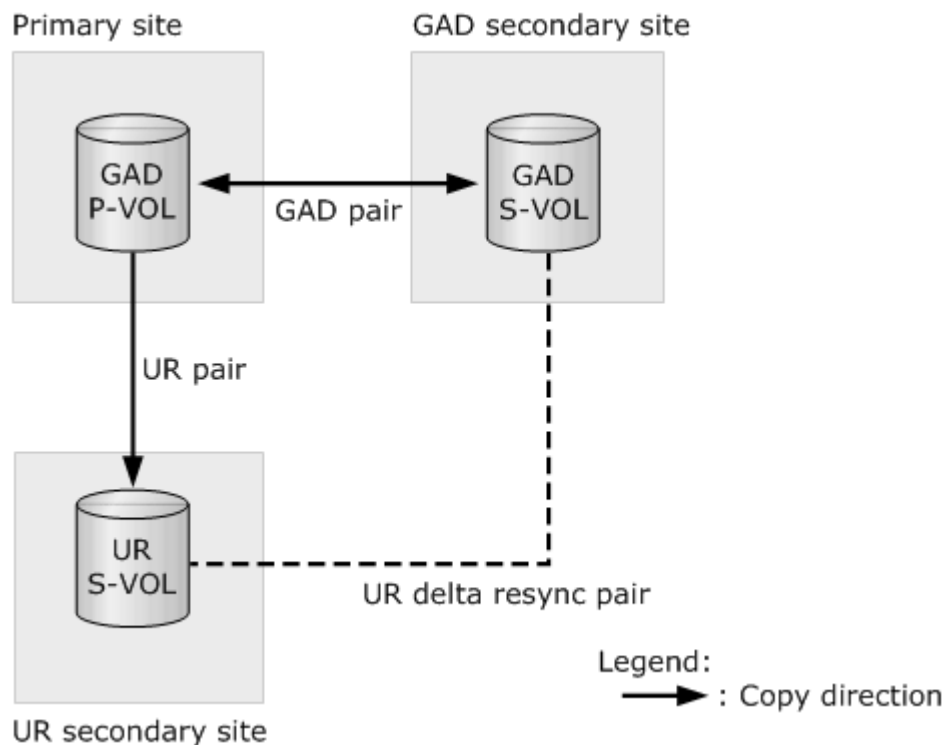 Primary site
GAD secondary site
GAD
P-VOL
GAD
S-VOL
GAD pair
UR pair
UR
S-VOL
UR delta resync pair
Legend:
: Copy direction
UR secondary site